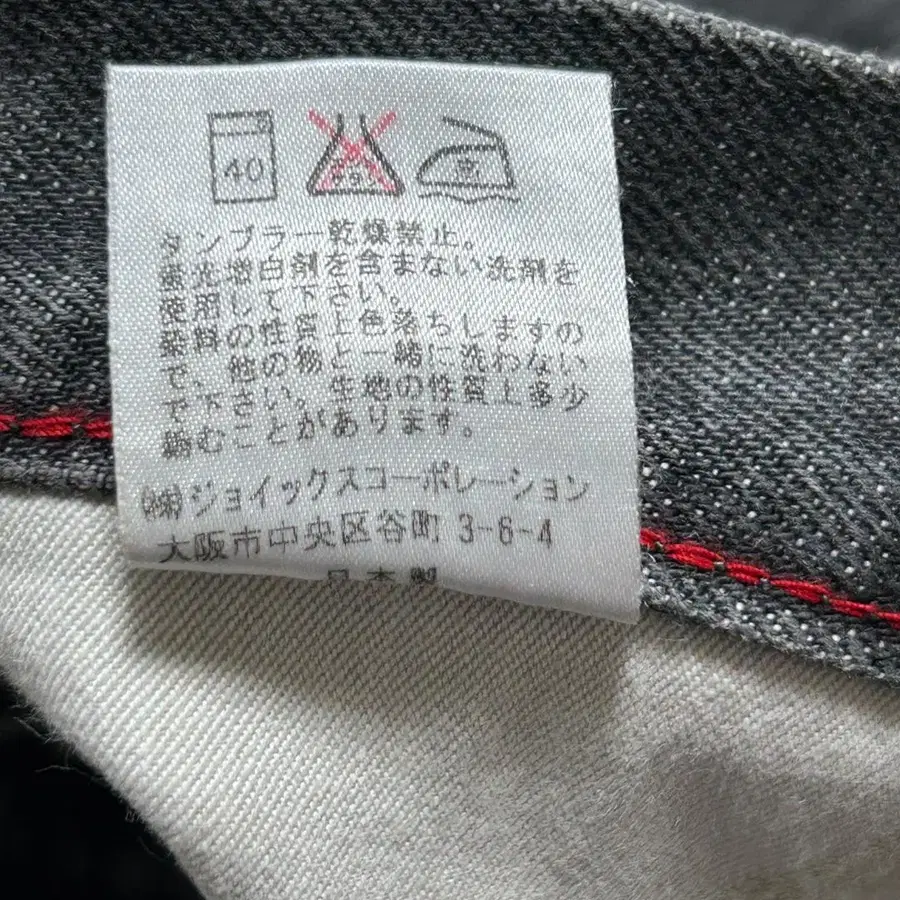 40
タンブラー乾燥禁止。
蛍光増白剤を含まない洗剤を
使用して下さい。
染料の性質上色落ちしますの
で、他の物と一緒に洗わない
で下さい。生地の性質上多少
縮むことがあります。
㈱ジョイックスコーポレーション
大阪市中央区谷町 3-6-4
日本製